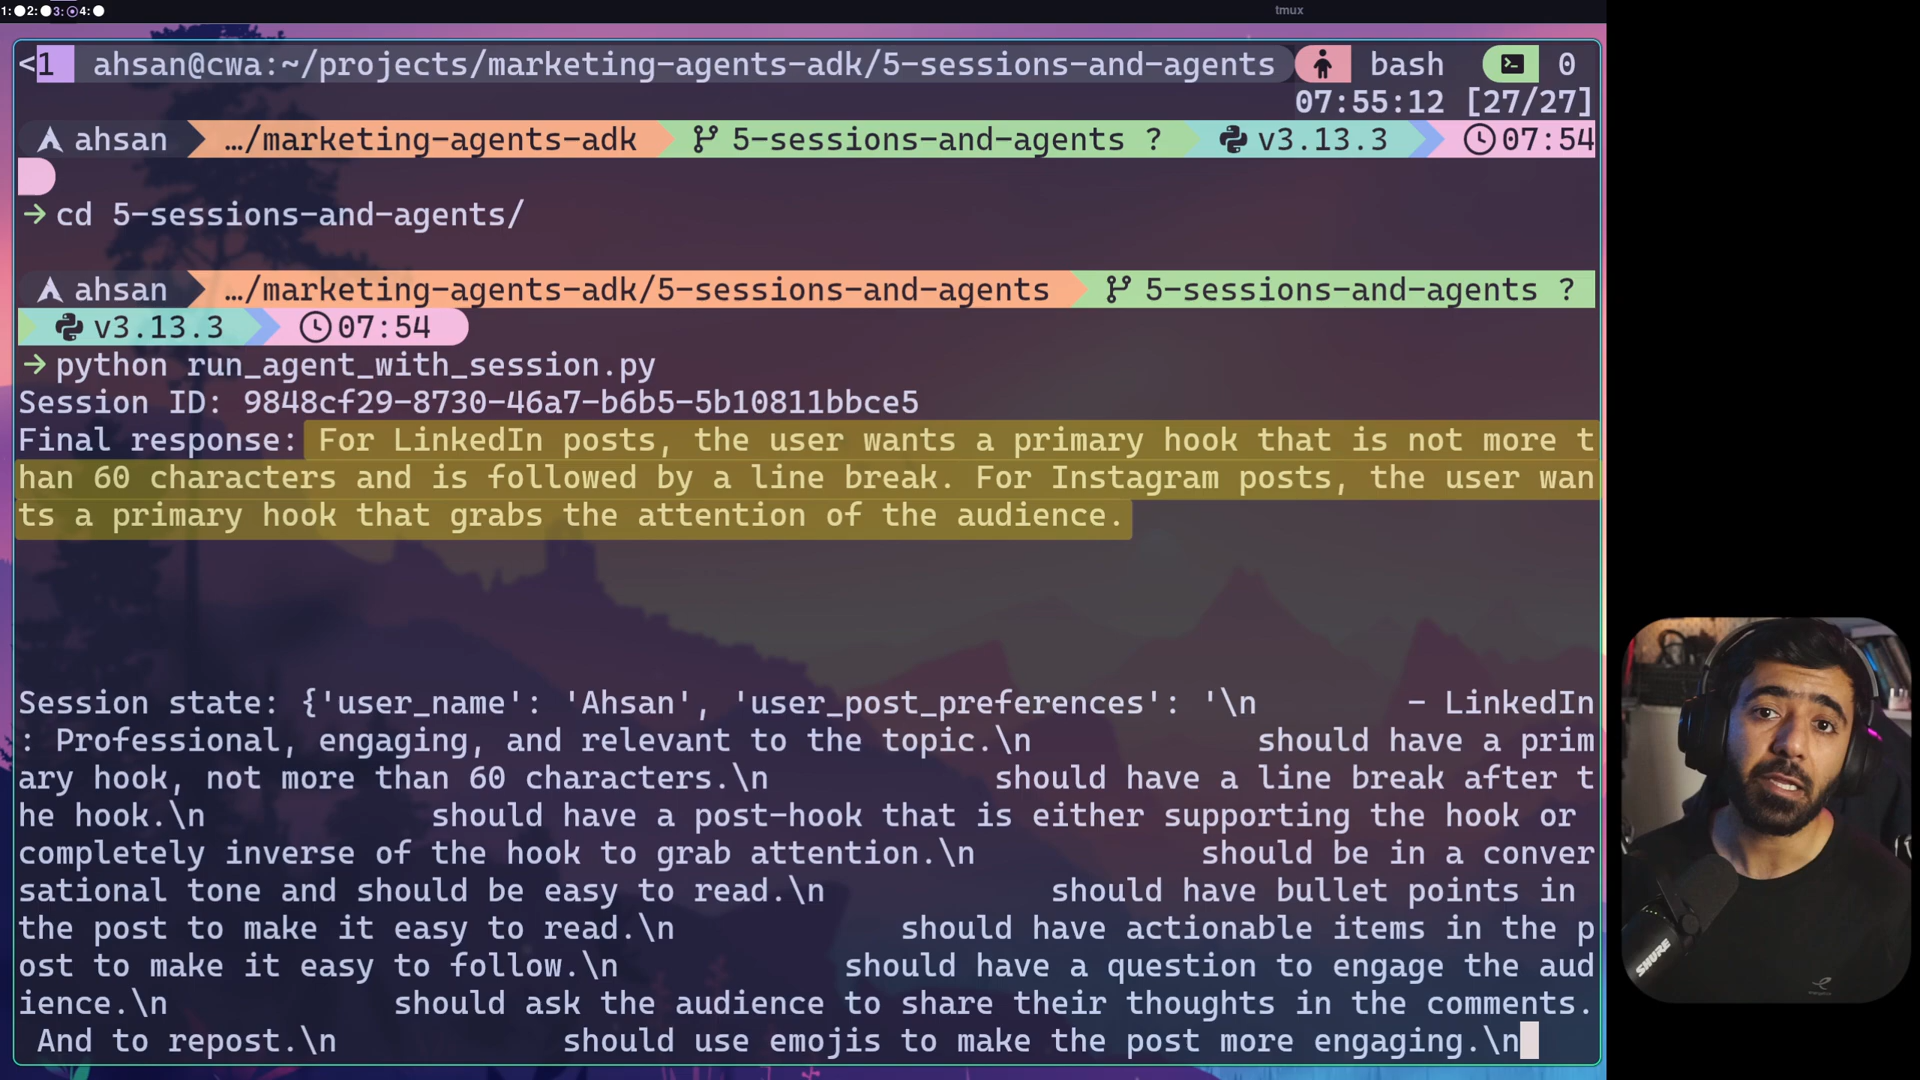 1: 2: 3: 4:
tmux
<1 ahsan@cwa:~/projects/marketing-agents-adk/5-sessions-and-agents bash 0
07:55:12 [27/27]
ahsan …/marketing-agents-adk 5-sessions-and-agents ? v3.13.3 07:54
→ cd 5-sessions-and-agents/
ahsan …/marketing-agents-adk/5-sessions-and-agents 5-sessions-and-agents ?
v3.13.3 07:54
→ python run_agent_with_session.py
Session ID: 9848cf29-8730-46a7-b6b5-5b10811bbce5
Final response: For LinkedIn posts, the user wants a primary hook that is not more t
han 60 characters and is followed by a line break. For Instagram posts, the user wan
ts a primary hook that grabs the attention of the audience.
Session state: {'user_name': 'Ahsan', 'user_post_preferences': '\n - LinkedIn
: Professional, engaging, and relevant to the topic.\n should have a prim
ary hook, not more than 60 characters.\n should have a line break after t
he hook.\n should have a post-hook that is either supporting the hook or
completely inverse of the hook to grab attention.\n should be in a conver
sational tone and should be easy to read.\n should have bullet points in
the post to make it easy to read.\n should have actionable items in the p
ost to make it easy to follow.\n should have a question to engage the aud
ience.\n should ask the audience to share their thoughts in the comments.
And to repost.\n should use emojis to make the post more engaging.\n
SHURE